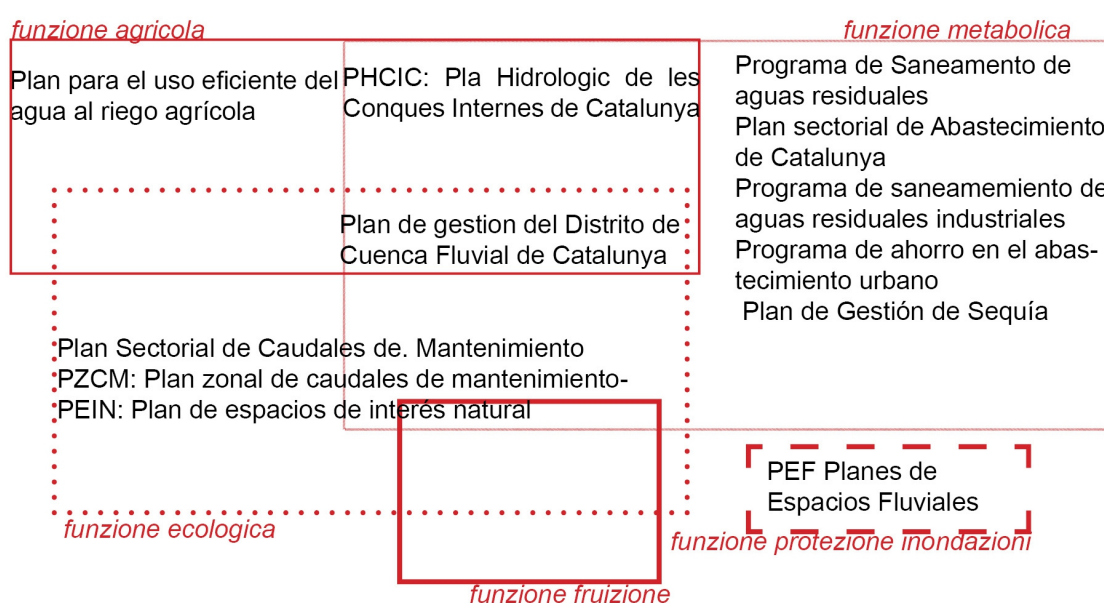 funzione agricola
funzione metabolica
Plan para el uso eficiente del
agua al riego agrícola
PHCIC: Pla Hidrologic de les
Conques Internes de Catalunya
Programa de Saneamento de
aguas residuales
Plan sectorial de Abastecimiento
de Catalunya
Programa de saneamemiento de
aguas residuales industriales
Programa de ahorro en el abas-
tecimiento urbano
Plan de Gestión de Sequía
Plan de gestion del Distrito de
Cuenca Fluvial de Catalunya
Plan Sectorial de Caudales de. Mantenimiento
PZCM: Plan zonal de caudales de mantenimiento-
PEIN: Plan de espacios de interés natural
PEF Planes de
Espacios Fluviales
funzione ecologica
funzione protezione inondazioni
funzione fruizione